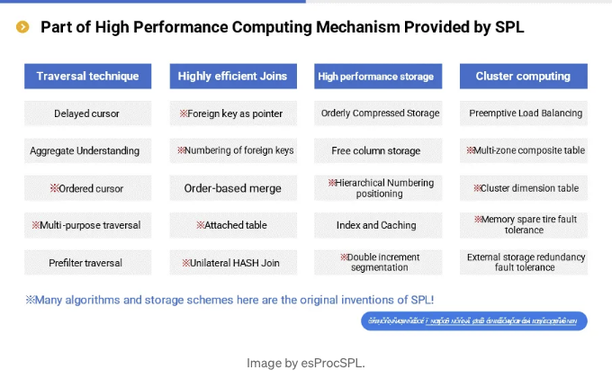 Part of High Performance Computing Mechanism Provided by SPL
Traversal technique
Delayed cursor
Aggregate Understanding
※Ordered cursor
※Multi-purpose traversal
Prefilter traversal
Highly efficient Joins
※Foreign key as pointer
※Numbering of foreign keys
Order-based merge
※Attached table
※Unilateral HASH Join
High performance storage
Orderly Compressed Storage
Free column storage
※Hierarchical Numbering
positioning
Index and Caching
※Double increment
segmentation
Cluster computing
Preemptive Load Balancing
※Multi-zone composite table
※Cluster dimension table
※Memory spare tire fault
tolerance
External storage redundancy
fault tolerance
※Many algorithms and storage schemes here are the original inventions of SPL!
Image by esProcSPL.